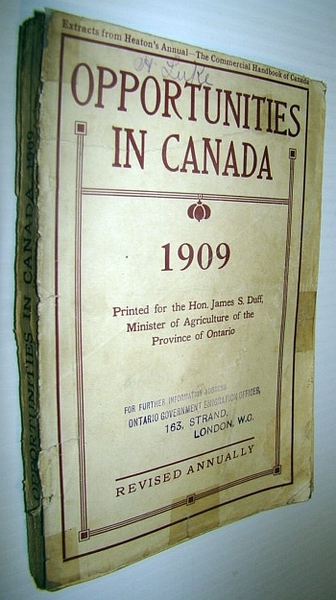 Extracts from Heaton's Annual—The Commercial Handbook of Canada
H Luke
OPPORTUNITIES
IN CANADA
1909
Printed for the Hon. James S. Duff,
Minister of Agriculture of the
Province of Ontario
FOR FURTHER INFORMATION ADDRESS
ONTARIO GOVERNMENT EMIGRATION OFFICER,
163, STRAND,
LONDON, W.C.
REVISED ANNUALLY
OPPORTUNITIES IN CANADA 1909